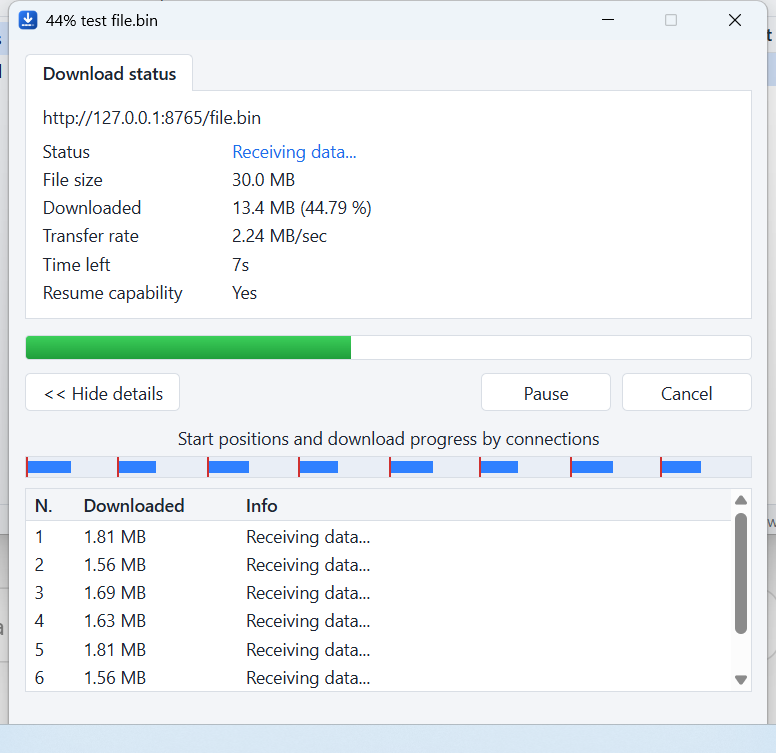 44% test file.bin
Download status
http://127.0.0.1:8765/file.bin
Status Receiving data...
File size 30.0 MB
Downloaded 13.4 MB (44.79 %)
Transfer rate 2.24 MB/sec
Time left 7s
Resume capability Yes
<< Hide details Pause Cancel
Start positions and download progress by connections
N. Downloaded Info
1 1.81 MB Receiving data...
2 1.56 MB Receiving data...
3 1.69 MB Receiving data...
4 1.63 MB Receiving data...
5 1.81 MB Receiving data...
6 1.56 MB Receiving data...